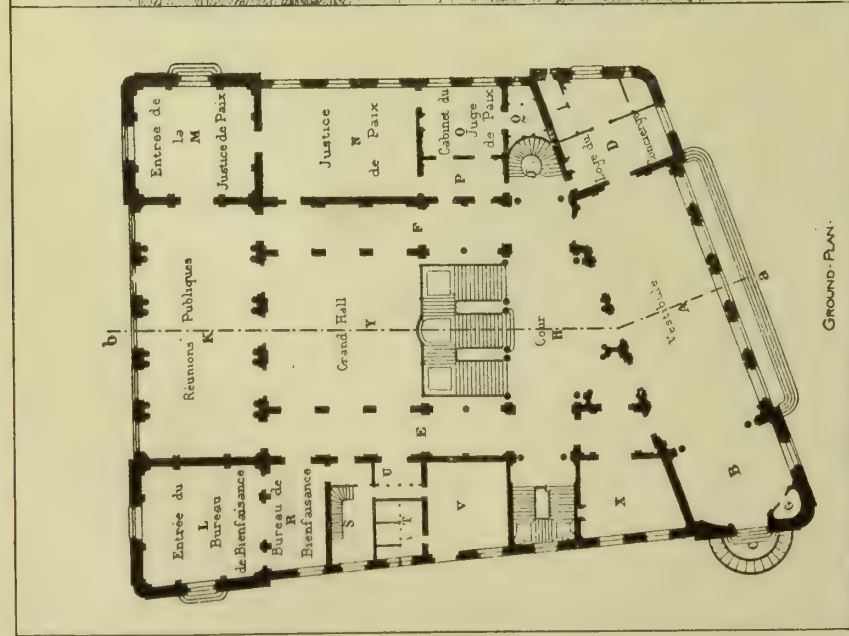 b
Entrée de
la
M
Justice de Paix
Réunions Publiques
K
Entrée du
L
Bureau
de Bienfaisance
Justice
N
de Paix
Cabinet du
O Juge
de Paix
P
Q
J
I
Loge du
D
Concierge
Grand Hall
Y
F
E
Bureau de
R
Bienfaisance
S
T
U
V
X
Cour
H
Vestibule
A
a
B
C
G
GROUND-PLAN.